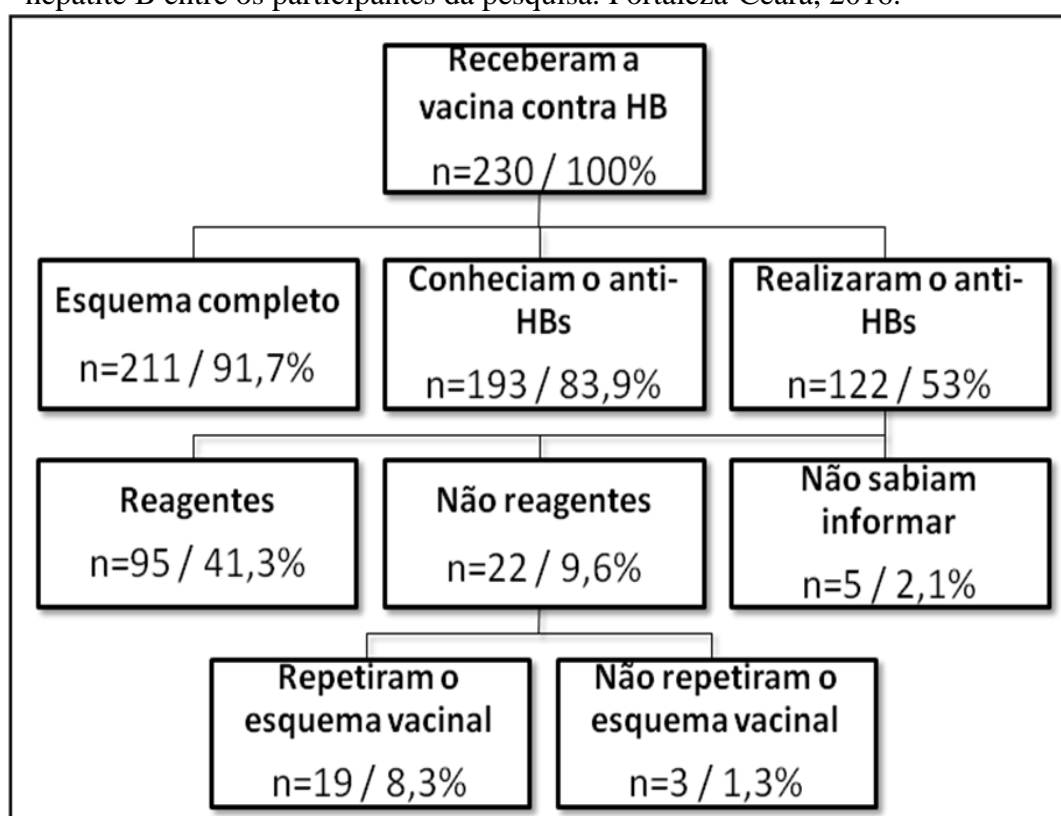 hepatite B entre os participantes da pesquisa. Fortaleza-Ceará, 2016.
Receberam a
vacina contra HB
n=230 / 100%
Esquema completo
n=211 / 91,7%
Conheciam o anti-
HBs
n=193 / 83,9%
Realizaram o anti-
HBs
n=122 / 53%
Reagentes
n=95 / 41,3%
Não reagentes
n=22 / 9,6%
Não sabiam
informar
n=5 / 2,1%
Repetiram o
esquema vacinal
n=19 / 8,3%
Não repetiram o
esquema vacinal
n=3 / 1,3%